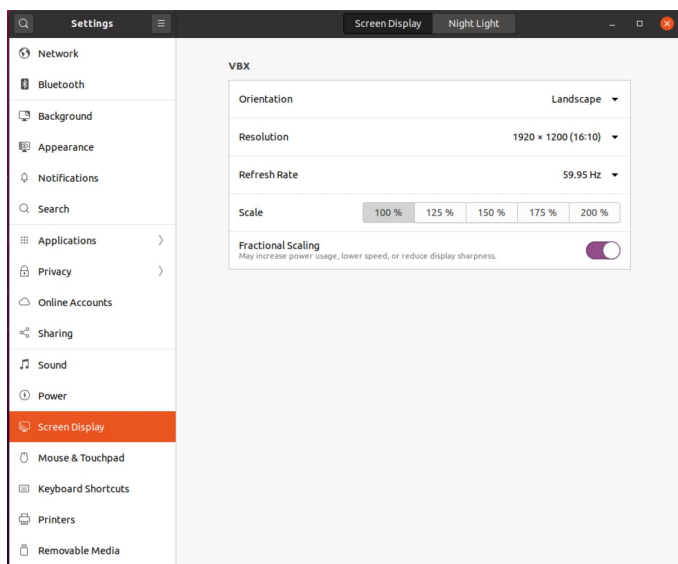 Settings
Screen Display
Night Light
Network
Bluetooth
Background
Appearance
Notifications
Search
Applications
Privacy
Online Accounts
Sharing
Sound
Power
Screen Display
Mouse & Touchpad
Keyboard Shortcuts
Printers
Removable Media
VBX
Orientation Landscape
Resolution 1920 × 1200 (16:10)
Refresh Rate 59.95 Hz
Scale 100 % 125 % 150 % 175 % 200 %
Fractional Scaling
May increase power usage, lower speed, or reduce display sharpness.